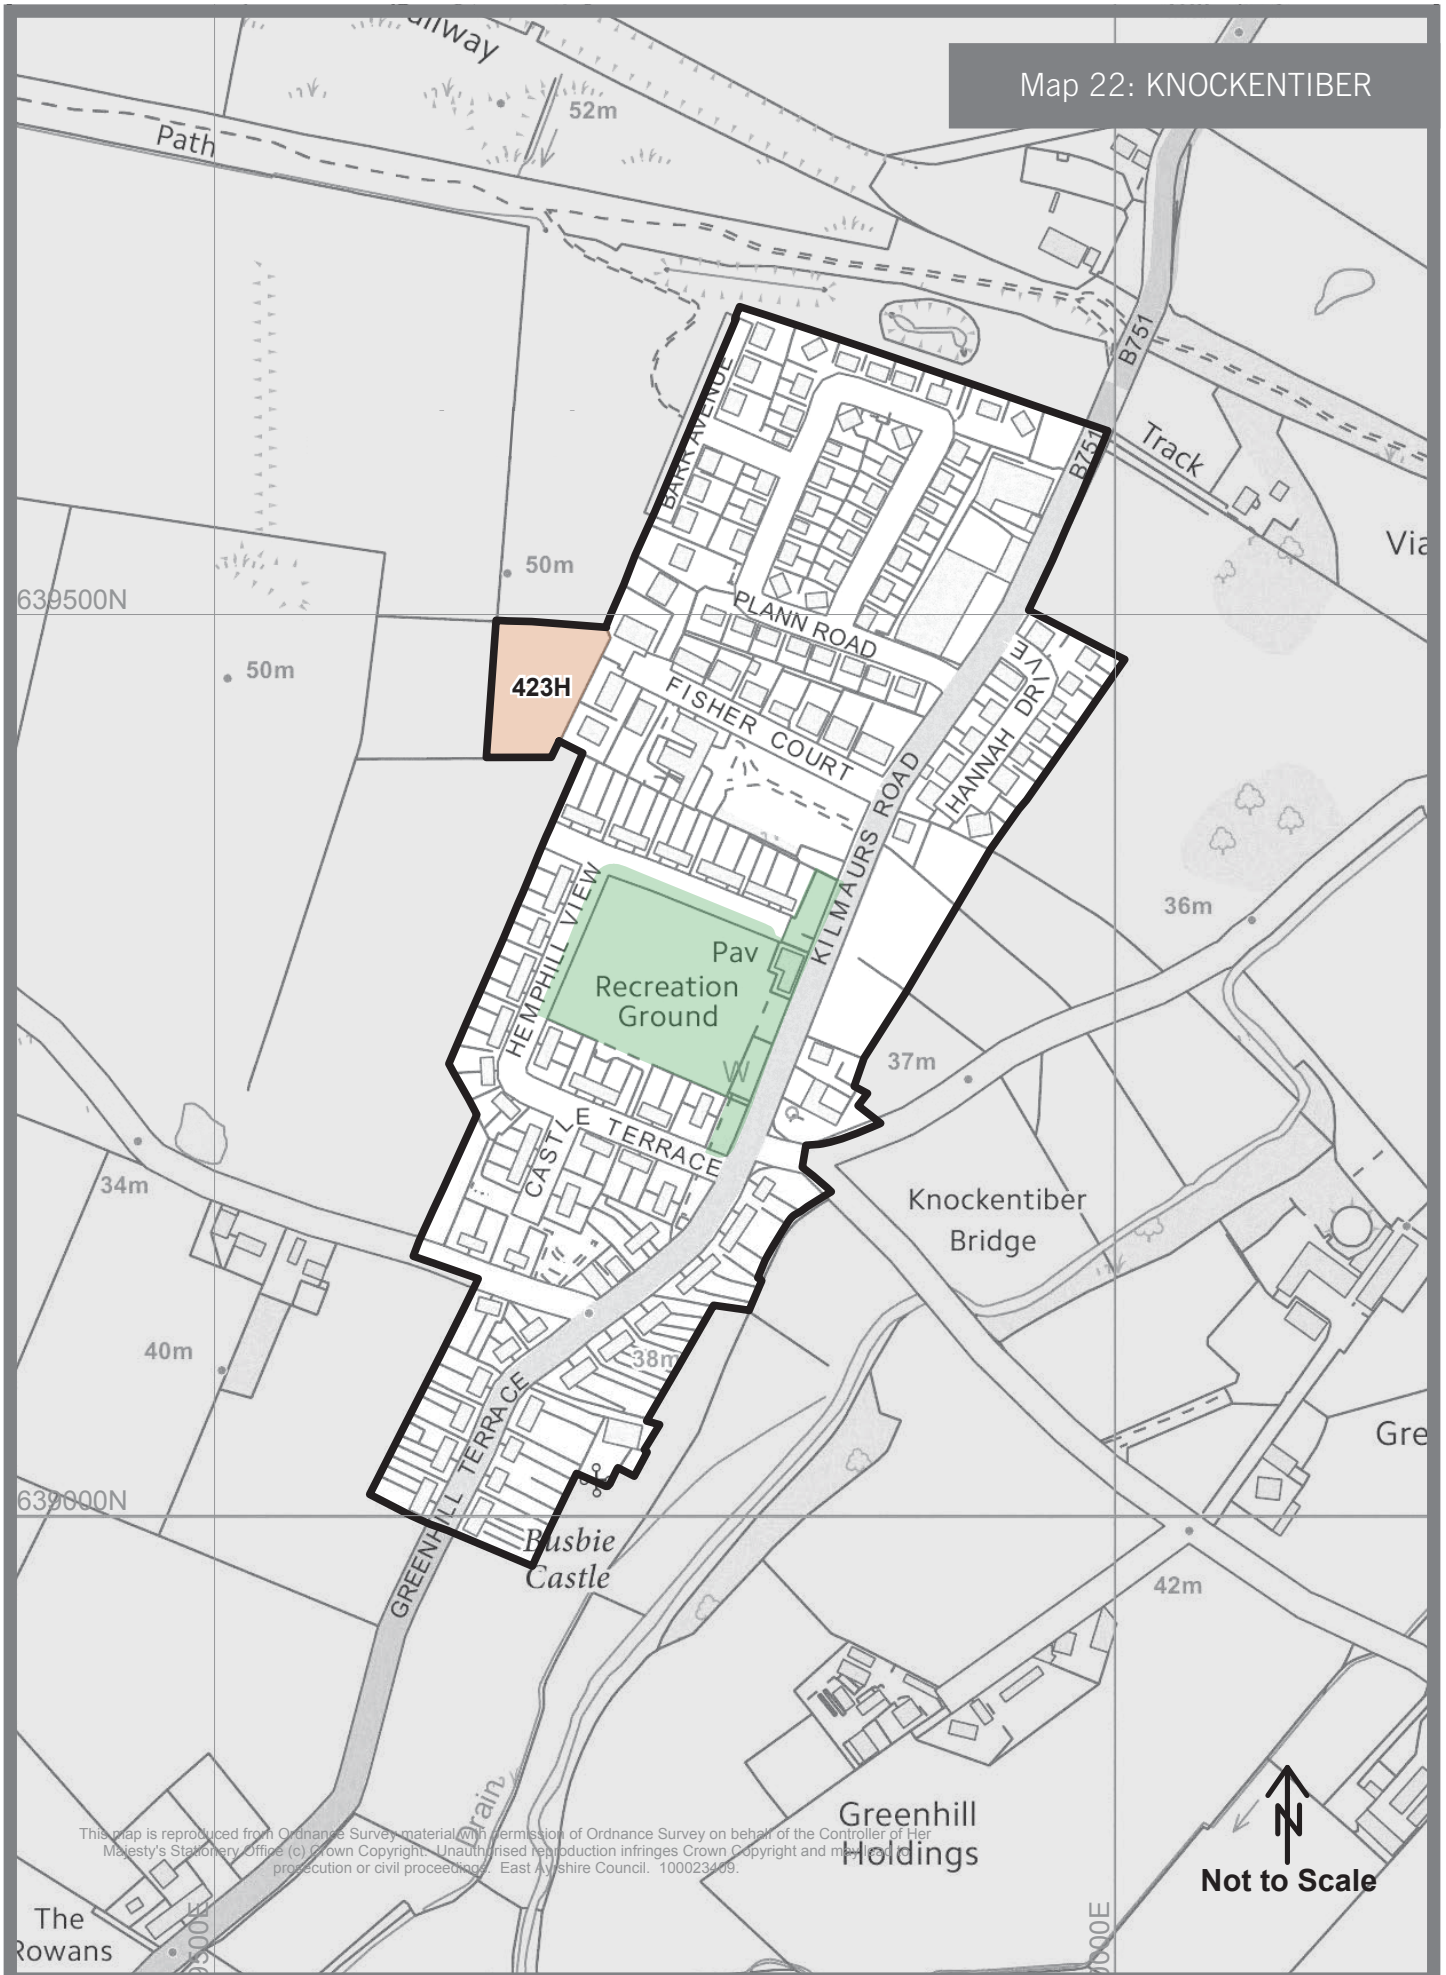 Map 22: KNOCKENTIBER
Path
52m
B751
BARR AVENUE
B751
Track
50m
639500N
PLANN ROAD
50m
423H
FISHER COURT
HANNAH DRIVE
KILMAURS ROAD
36m
HEMPHILL VIEW
Pav
Recreation
Ground
37m
W
CASTLE TERRACE
34m
Knockentiber
Bridge
40m
38m
GREENHILL TERRACE
639000N
Busbie
Castle
42m
Drain
Greenhill
Holdings
This map is reproduced from Ordnance Survey material with permission of Ordnance Survey on behalf of the Controller of Her
Majesty's Stationery Office (c) Crown Copyright. Unauthorised reproduction infringes Crown Copyright and may lead to
prosecution or civil proceedings. East Ayrshire Council. 100023409.
N
Not to Scale
The
Rowans